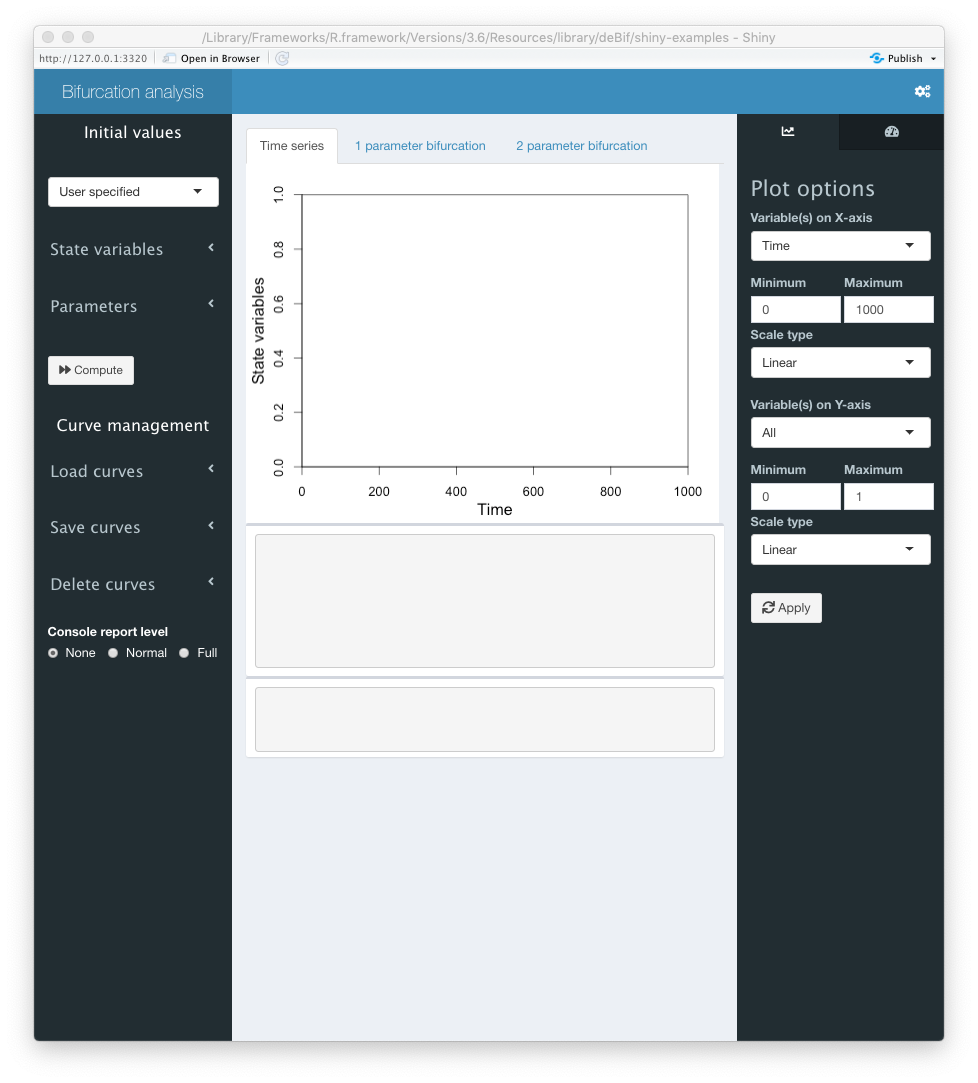 /Library/Frameworks/R.framework/Versions/3.6/Resources/library/deBif/shiny-examples - Shiny
http://127.0.0.1:3320 Open in Browser Publish
Bifurcation analysis
Initial values
User specified
State variables
Parameters
Compute
Curve management
Load curves
Save curves
Delete curves
Console report level
None Normal Full
Time series 1 parameter bifurcation 2 parameter bifurcation
State variables
1.0
0.8
0.6
0.4
0.2
0.0
0 200 400 600 800 1000
Time
Plot options
Variable(s) on X-axis
Time
Minimum Maximum
0 1000
Scale type
Linear
Variable(s) on Y-axis
All
Minimum Maximum
0 1
Scale type
Linear
Apply